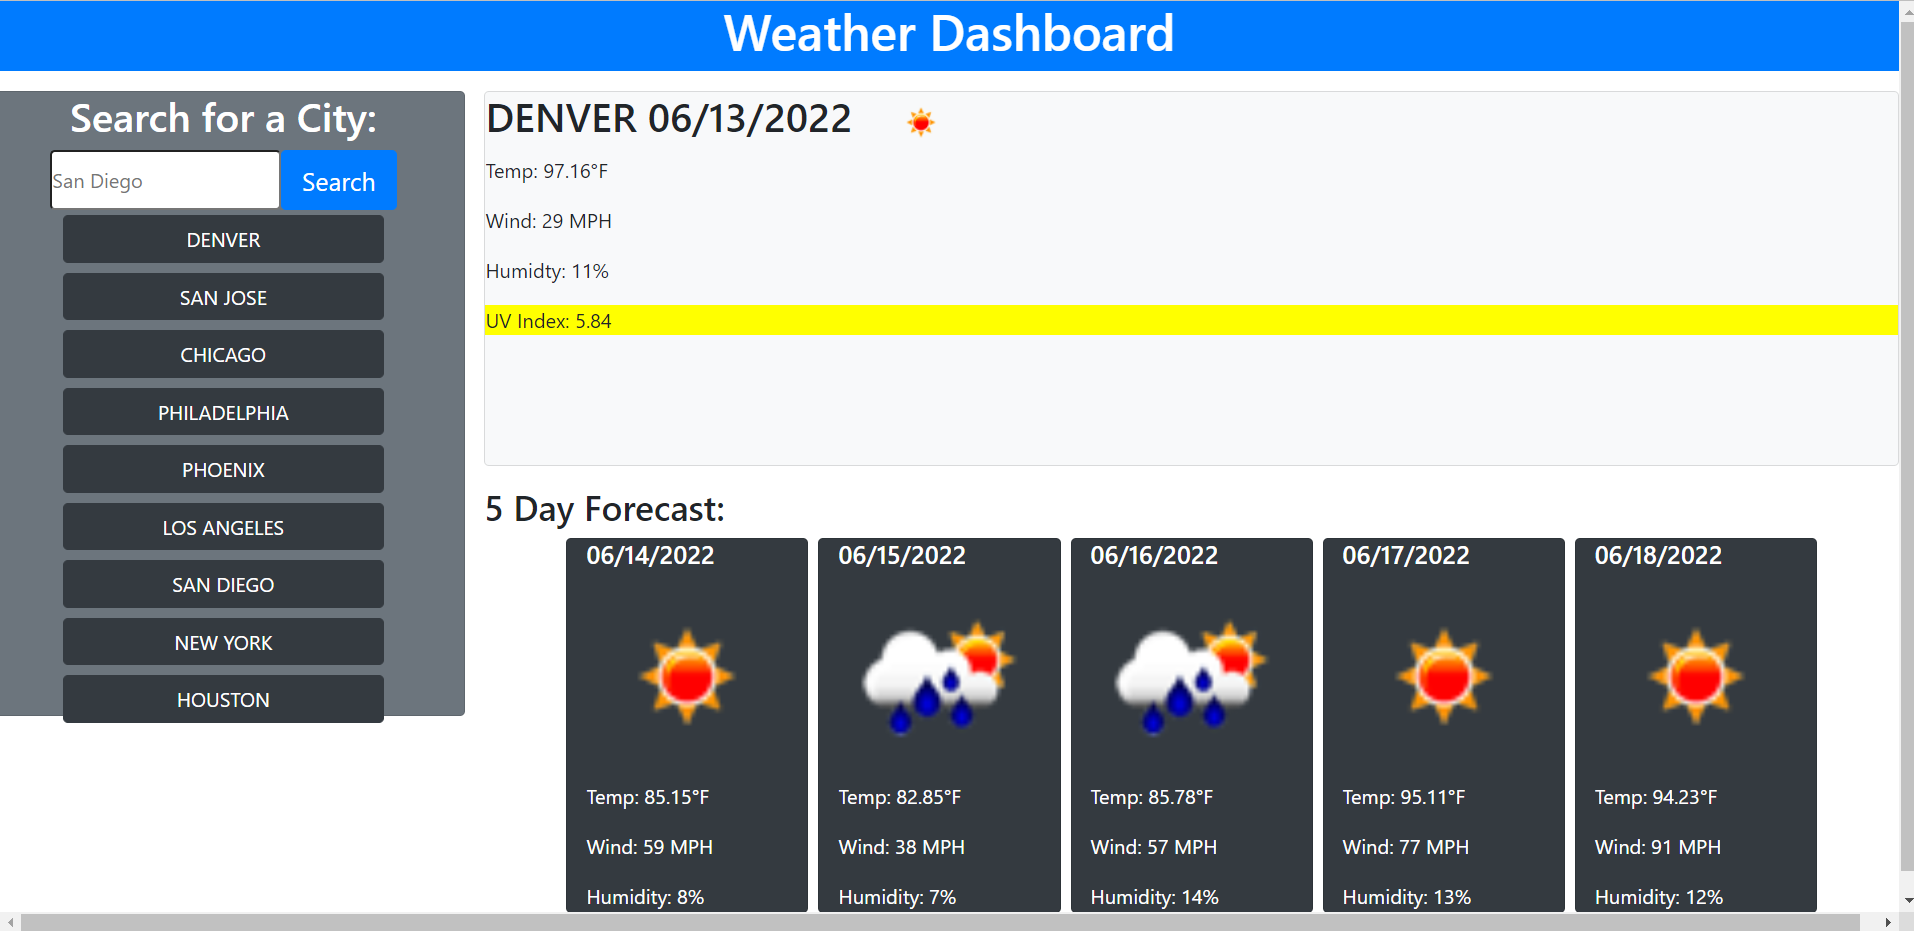 Weather Dashboard
Search for a City:
San Diego
Search
DENVER
SAN JOSE
CHICAGO
PHILADELPHIA
PHOENIX
LOS ANGELES
SAN DIEGO
NEW YORK
HOUSTON
DENVER 06/13/2022
Temp: 97.16°F
Wind: 29 MPH
Humidty: 11%
UV Index: 5.84
5 Day Forecast:
06/14/2022
Temp: 85.15°F
Wind: 59 MPH
Humidity: 8%
06/15/2022
Temp: 82.85°F
Wind: 38 MPH
Humidity: 7%
06/16/2022
Temp: 85.78°F
Wind: 57 MPH
Humidity: 14%
06/17/2022
Temp: 95.11°F
Wind: 77 MPH
Humidity: 13%
06/18/2022
Temp: 94.23°F
Wind: 91 MPH
Humidity: 12%